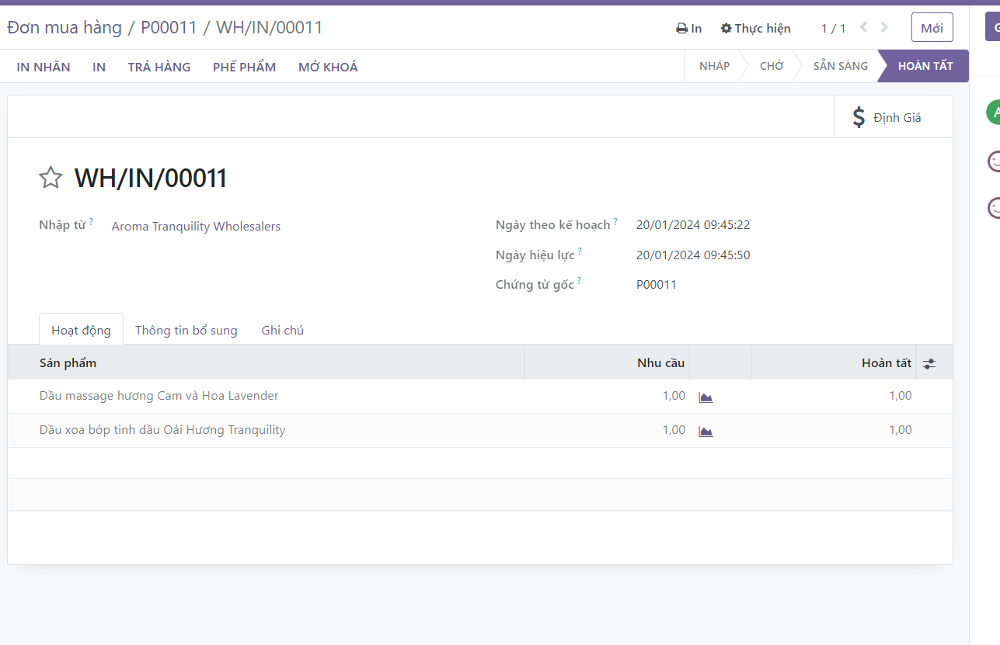 Đơn mua hàng / P00011 / WH/IN/00011
In Thực hiện 1 / 1 Mới
IN NHÃN IN TRẢ HÀNG PHẾ PHẨM MỞ KHOÁ
NHÁP CHỜ SẴN SÀNG HOÀN TẤT
Định Giá
WH/IN/00011
Nhập từ ? Aroma Tranquility Wholesalers
Ngày theo kế hoạch ? 20/01/2024 09:45:22
Ngày hiệu lực ? 20/01/2024 09:45:50
Chứng từ gốc ? P00011
Hoạt động Thông tin bổ sung Ghi chú
Sản phẩm Nhu cầu Hoàn tất
Dầu massage hương Cam và Hoa Lavender 1,00 1,00
Dầu xoa bóp tinh dầu Oải Hương Tranquility 1,00 1,00